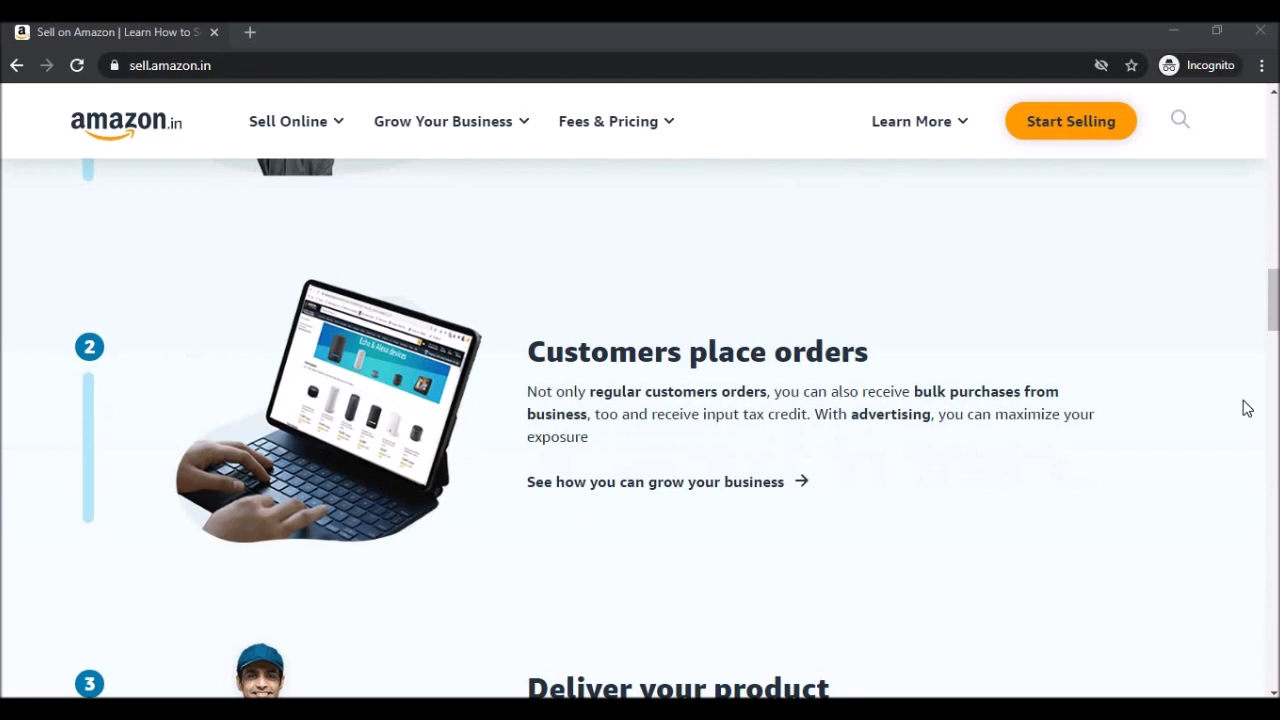 Sell on Amazon | Learn How to S
sell.amazon.in
Incognito
amazon.in
Sell Online
Grow Your Business
Fees & Pricing
Learn More
Start Selling
2
Echo & Alexa devices
Customers place orders
Not only regular customers orders, you can also receive bulk purchases from
business, too and receive input tax credit. With advertising, you can maximize your
exposure
See how you can grow your business
3
Deliver your product